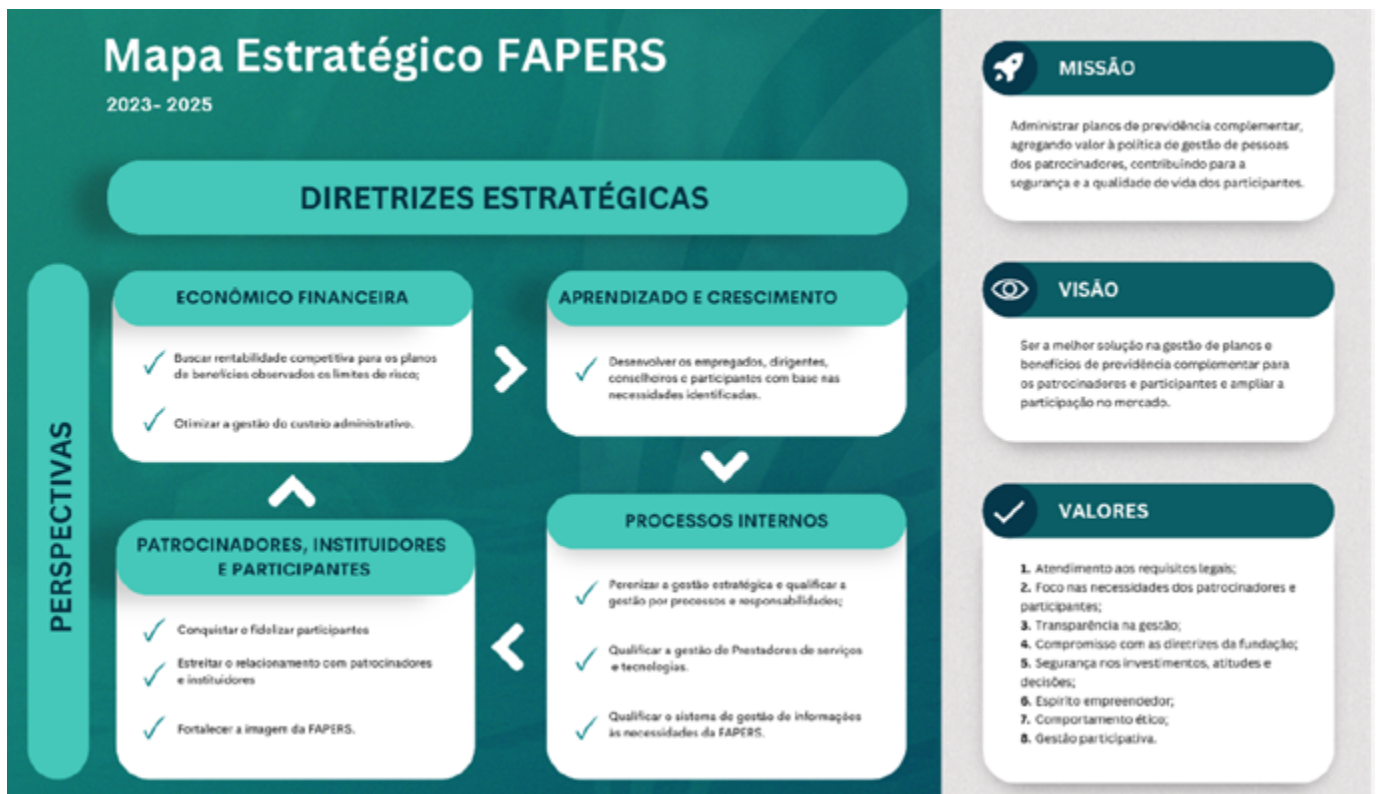 Mapa Estratégico FAPERS
2023- 2025
DIRETRIZES ESTRATÉGICAS
PERSPECTIVAS
ECONÔMICO FINANCEIRA
Buscar rentabilidade competitiva para os planos
de benefícios observados os limites de risco;
Otimizar a gestão do custeio administrativo.
APRENDIZADO E CRESCIMENTO
Desenvolver os empregados, dirigentes,
conselheiros e participantes com base nas
necessidades identificadas.
PROCESSOS INTERNOS
Perenizar a gestão estratégica e qualificar a
gestão por processos e responsabilidades;
Qualificar a gestão de Prestadores de serviços
e tecnologias.
Qualificar o sistema de gestão de informações
às necessidades da FAPERS.
PATROCINADORES, INSTITUIDORES
E PARTICIPANTES
Conquistar e fidelizar participantes
Estreitar o relacionamento com patrocinadores
e instituidores
Fortalecer a imagem da FAPERS.
MISSÃO
Administrar planos de previdência complementar,
agregando valor à política de gestão de pessoas
dos patrocinadores, contribuindo para a
segurança e a qualidade de vida dos participantes.
VISÃO
Ser a melhor solução na gestão de planos e
benefícios de previdência complementar para
os patrocinadores e participantes e ampliar a
participação no mercado.
VALORES
1. Atendimento aos requisitos legais;
2. Foco nas necessidades dos patrocinadores e
participantes;
3. Transparência na gestão;
4. Compromisso com as diretrizes da fundação;
5. Segurança nos investimentos, atitudes e
decisões;
6. Espírito empreendedor;
7. Comportamento ético;
8. Gestão participativa.